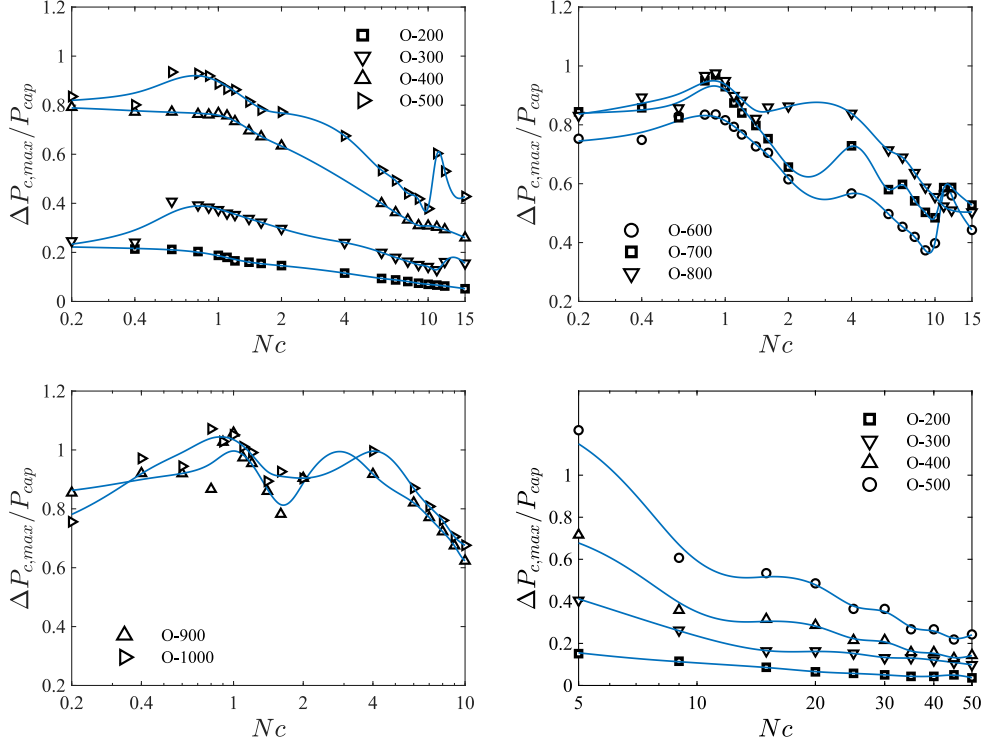 ΔP_{c,max}/P_{cap}
1.2
1
0.8
0.6
0.4
0.2
0
O-200
O-300
O-400
O-500
0.2 0.4 1 2 4 10 15
Nc
ΔP_{c,max}/P_{cap}
1.2
1
0.8
0.6
0.4
0.2
O-600
O-700
O-800
0.2 0.4 1 2 4 10 15
Nc
ΔP_{c,max}/P_{cap}
1.2
1
0.8
0.6
0.4
0.2
O-900
O-1000
0.2 0.4 1 2 4 10
Nc
ΔP_{c,max}/P_{cap}
1
0.8
0.6
0.4
0.2
0
O-200
O-300
O-400
O-500
5 10 20 30 40 50
Nc